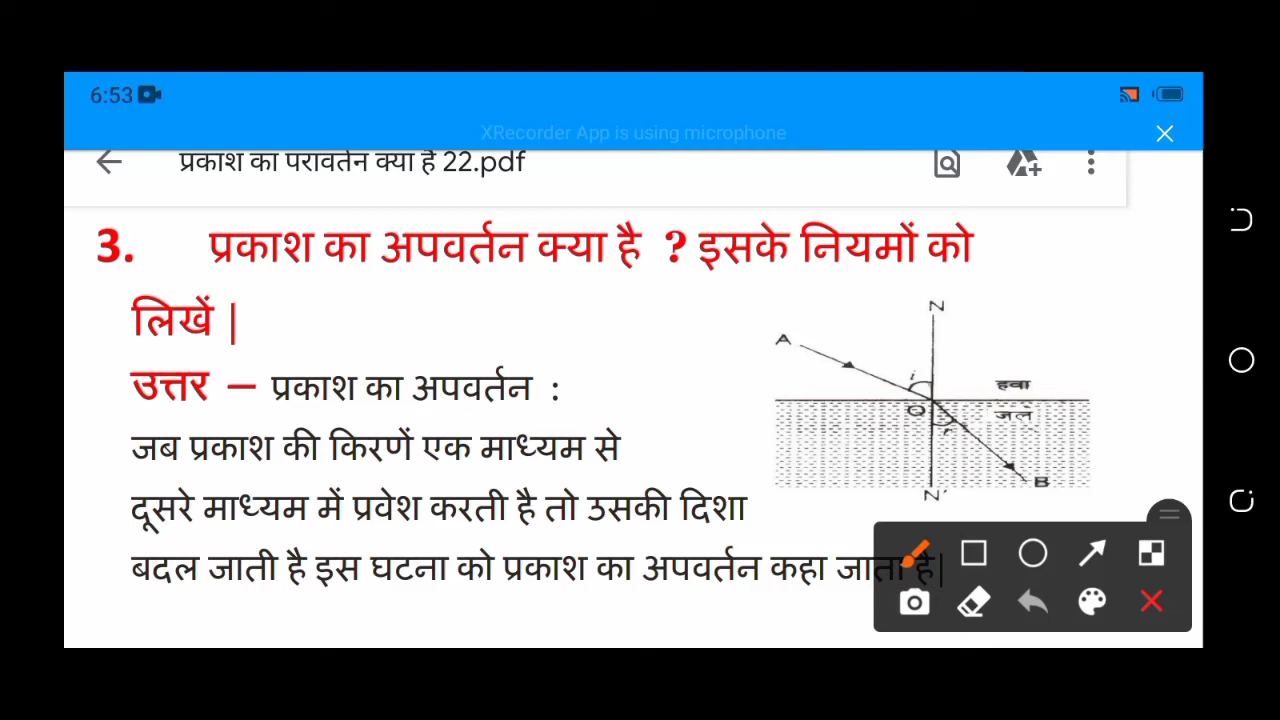 6:53
XRecorder App is using microphone
प्रकाश का परावर्तन क्या है 22.pdf
3. प्रकाश का अपवर्तन क्या है ? इसके नियमों को
लिखें |
उत्तर – प्रकाश का अपवर्तन :
जब प्रकाश की किरणें एक माध्यम से
दूसरे माध्यम में प्रवेश करती है तो उसकी दिशा
बदल जाती है इस घटना को प्रकाश का अपवर्तन कहा जाता है|
N
A
i
हवा
O
जल
r
B
N'